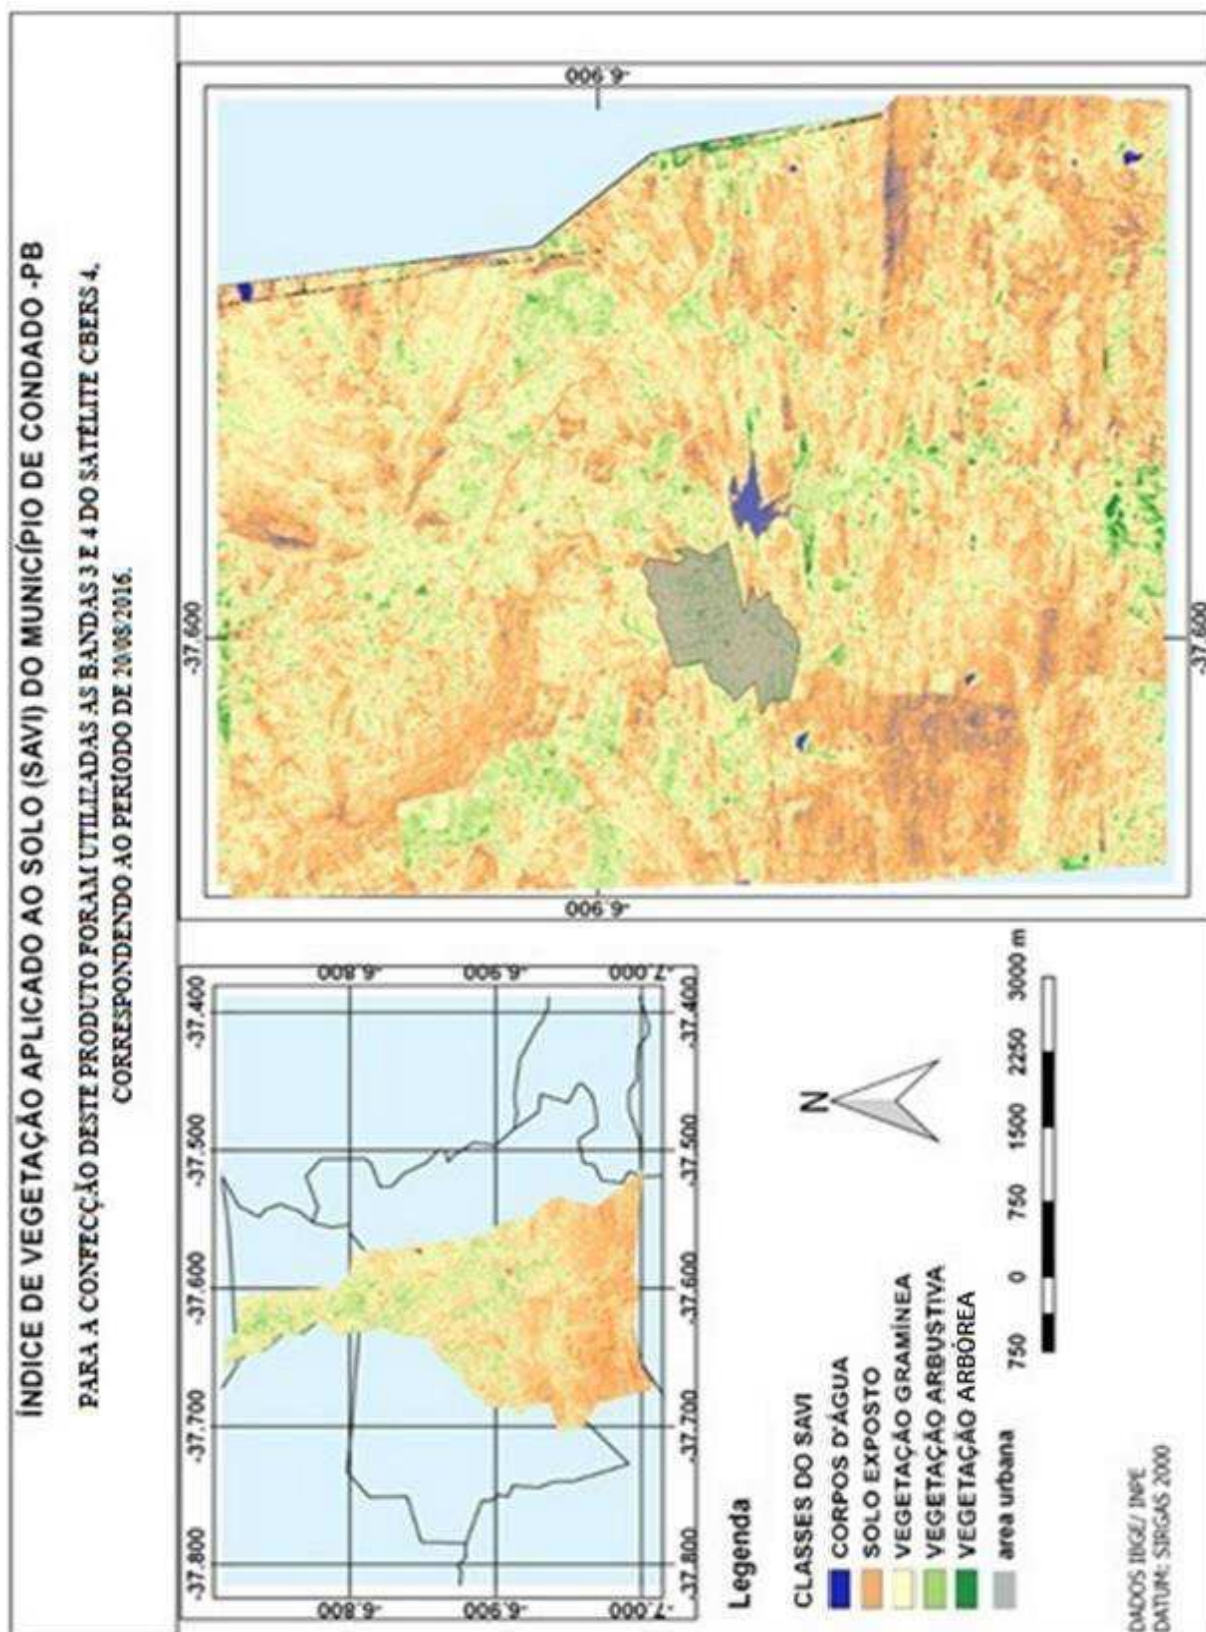 ÍNDICE DE VEGETAÇÃO APLICADO AO SOLO (SAVI) DO MUNICÍPIO DE CONDADO -PB
PARA A CONFECÇÃO DESTE PRODUTO FORAM UTILIZADAS AS BANDAS 3 E 4 DO SATÉLITE CBERS 4,
CORRESPONDENDO AO PERÍODO DE 20/08/2016.
-37.800
-37.700
-37.600
-37.500
-37.400
-6.800
-6.800
-6.900
-6.900
-7.000
-7.000
-37.800
-37.700
-37.600
-37.500
-37.400
-37.600
-6.900
-6.900
-37.600
Legenda
CLASSES DO SAVI
CORPOS D'ÁGUA
SOLO EXPOSTO
VEGETAÇÃO GRAMÍNEA
VEGETAÇÃO ARBUSTIVA
VEGETAÇÃO ARBÓREA
area urbana
N
750 0 750 1500 2250 3000 m
DADOS IBGE/ INPE
DATUM: SIRGAS 2000